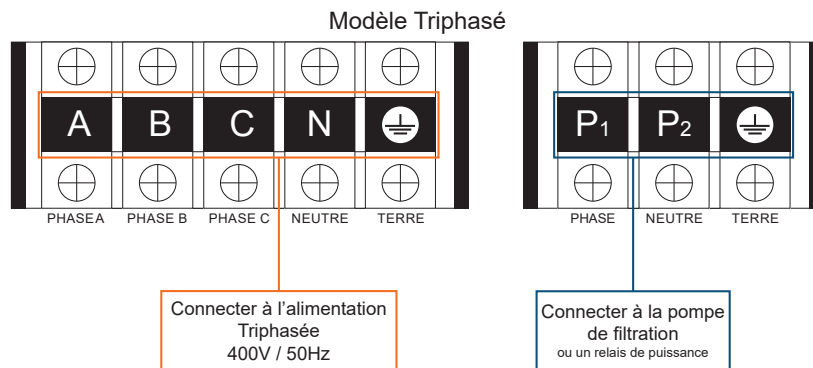 Modèle Triphasé
A B C N
P1 P2
PHASE A PHASE B PHASE C NEUTRE TERRE
PHASE NEUTRE TERRE
Connecter à l'alimentation
Triphasée
400V / 50Hz
Connecter à la pompe
de filtration
ou un relais de puissance